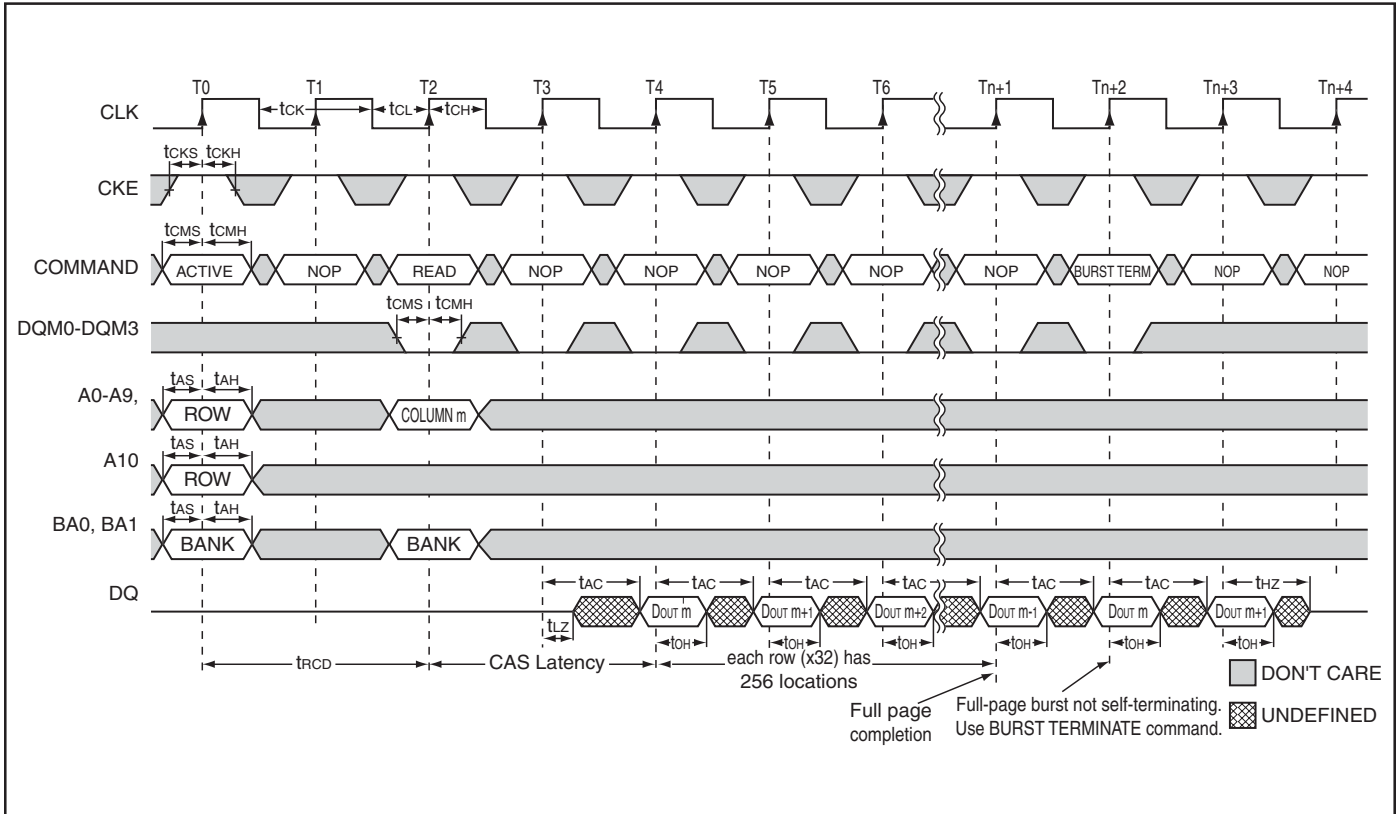 T0 T1 T2 T3 T4 T5 T6 Tn+1 Tn+2 Tn+3 Tn+4
CLK
tCK tCL tCH
tCKS tCKH
CKE
tCMS tCMH
COMMAND ACTIVE NOP READ NOP NOP NOP NOP NOP BURST TERM NOP NOP
tCMS tCMH
DQM0-DQM3
tAS tAH
A0-A9, ROW COLUMN m
tAS tAH
A10 ROW
tAS tAH
BA0, BA1 BANK BANK
tAC tAC tAC tAC tAC tAC tHZ
DQ DOUT m DOUT m+1 DOUT m+2 DOUT m-1 DOUT m DOUT m+1
tLZ tOH tOH tOH tOH tOH tOH
tRCD CAS Latency each row (x32) has
256 locations
Full page
completion
Full-page burst not self-terminating.
Use BURST TERMINATE command.
DON'T CARE
UNDEFINED